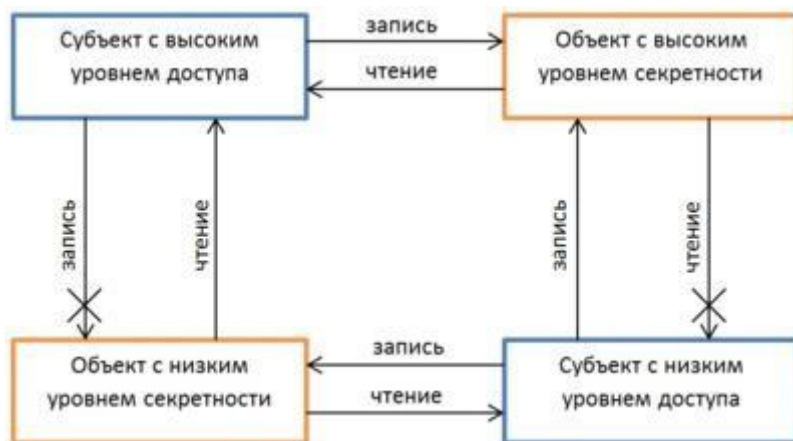 Субъект с высоким
уровнем доступа
запись
чтение
Объект с высоким
уровнем секретности
запись
чтение
запись
чтение
Объект с низким
уровнем секретности
запись
чтение
Субъект с низким
уровнем доступа